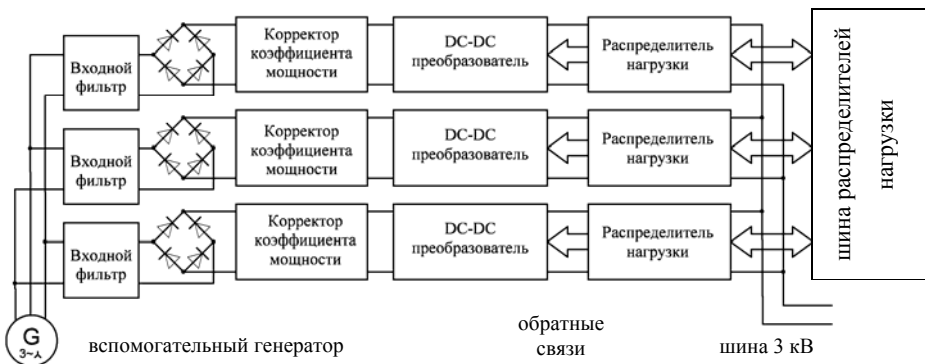 Входной
фильтр
Корректор
коэффициента
мощности
DC-DC
преобразователь
Распределитель
нагрузки
Входной
фильтр
Корректор
коэффициента
мощности
DC-DC
преобразователь
Распределитель
нагрузки
Входной
фильтр
Корректор
коэффициента
мощности
DC-DC
преобразователь
Распределитель
нагрузки
шина распределителей
нагрузки
G
3~⅄
вспомогательный генератор
обратные
связи
шина 3 кВ